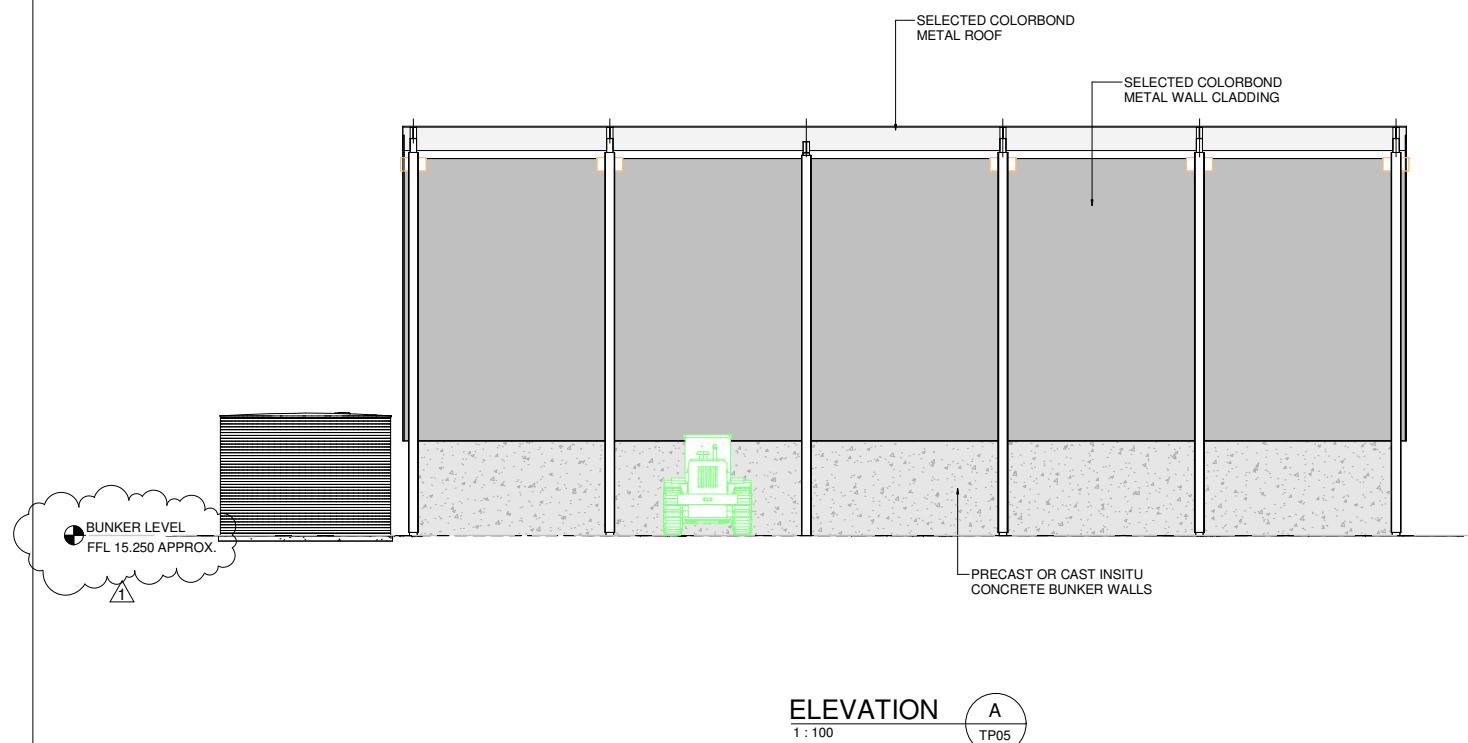 SELECTED COLORBOND
METAL ROOF
SELECTED COLORBOND
METAL WALL CLADDING
BUNKER LEVEL
FFL 15.250 APPROX.
1
PRECAST OR CAST INSITU
CONCRETE BUNKER WALLS
ELEVATION
1 : 100
A
TP05